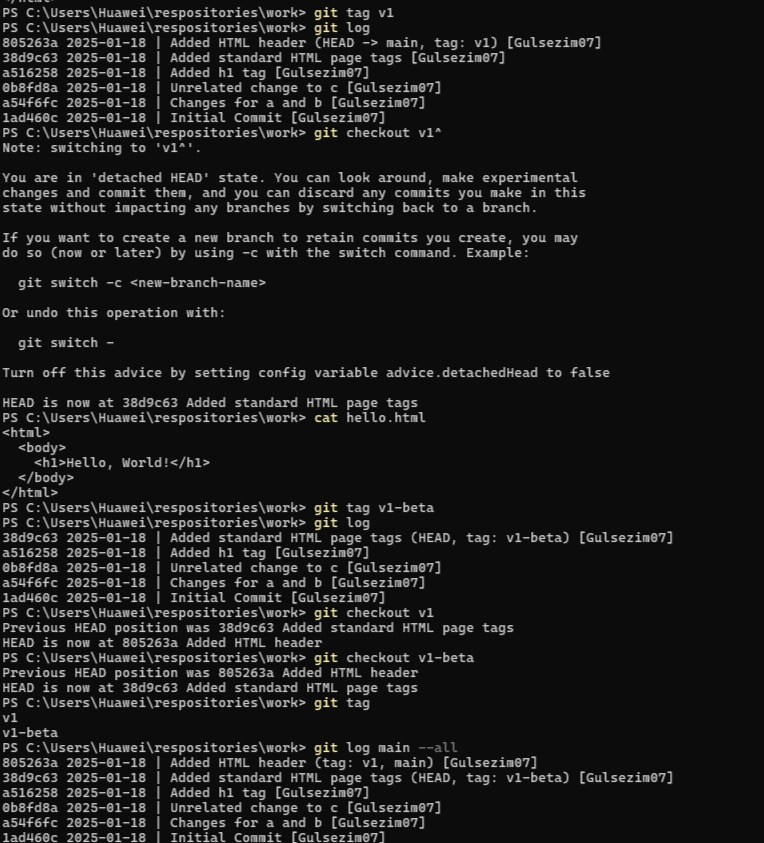 </html>
PS C:\Users\Huawei\respositories\work> git tag v1
PS C:\Users\Huawei\respositories\work> git log
805263a 2025-01-18 | Added HTML header (HEAD -> main, tag: v1) [Gulsezim07]
38d9c63 2025-01-18 | Added standard HTML page tags [Gulsezim07]
a516258 2025-01-18 | Added h1 tag [Gulsezim07]
0b8fd8a 2025-01-18 | Unrelated change to c [Gulsezim07]
a54f6fc 2025-01-18 | Changes for a and b [Gulsezim07]
1ad460c 2025-01-18 | Initial Commit [Gulsezim07]
PS C:\Users\Huawei\respositories\work> git checkout v1^
Note: switching to 'v1^'.
You are in 'detached HEAD' state. You can look around, make experimental
changes and commit them, and you can discard any commits you make in this
state without impacting any branches by switching back to a branch.
If you want to create a new branch to retain commits you create, you may
do so (now or later) by using -c with the switch command. Example:
  git switch -c <new-branch-name>
Or undo this operation with:
  git switch -
Turn off this advice by setting config variable advice.detachedHead to false
HEAD is now at 38d9c63 Added standard HTML page tags
PS C:\Users\Huawei\respositories\work> cat hello.html
<html>
  <body>
    <h1>Hello, World!</h1>
  </body>
</html>
PS C:\Users\Huawei\respositories\work> git tag v1-beta
PS C:\Users\Huawei\respositories\work> git log
38d9c63 2025-01-18 | Added standard HTML page tags (HEAD, tag: v1-beta) [Gulsezim07]
a516258 2025-01-18 | Added h1 tag [Gulsezim07]
0b8fd8a 2025-01-18 | Unrelated change to c [Gulsezim07]
a54f6fc 2025-01-18 | Changes for a and b [Gulsezim07]
1ad460c 2025-01-18 | Initial Commit [Gulsezim07]
PS C:\Users\Huawei\respositories\work> git checkout v1
Previous HEAD position was 38d9c63 Added standard HTML page tags
HEAD is now at 805263a Added HTML header
PS C:\Users\Huawei\respositories\work> git checkout v1-beta
Previous HEAD position was 805263a Added HTML header
HEAD is now at 38d9c63 Added standard HTML page tags
PS C:\Users\Huawei\respositories\work> git tag
v1
v1-beta
PS C:\Users\Huawei\respositories\work> git log main --all
805263a 2025-01-18 | Added HTML header (tag: v1, main) [Gulsezim07]
38d9c63 2025-01-18 | Added standard HTML page tags (HEAD, tag: v1-beta) [Gulsezim07]
a516258 2025-01-18 | Added h1 tag [Gulsezim07]
0b8fd8a 2025-01-18 | Unrelated change to c [Gulsezim07]
a54f6fc 2025-01-18 | Changes for a and b [Gulsezim07]
1ad460c 2025-01-18 | Initial Commit [Gulsezim07]